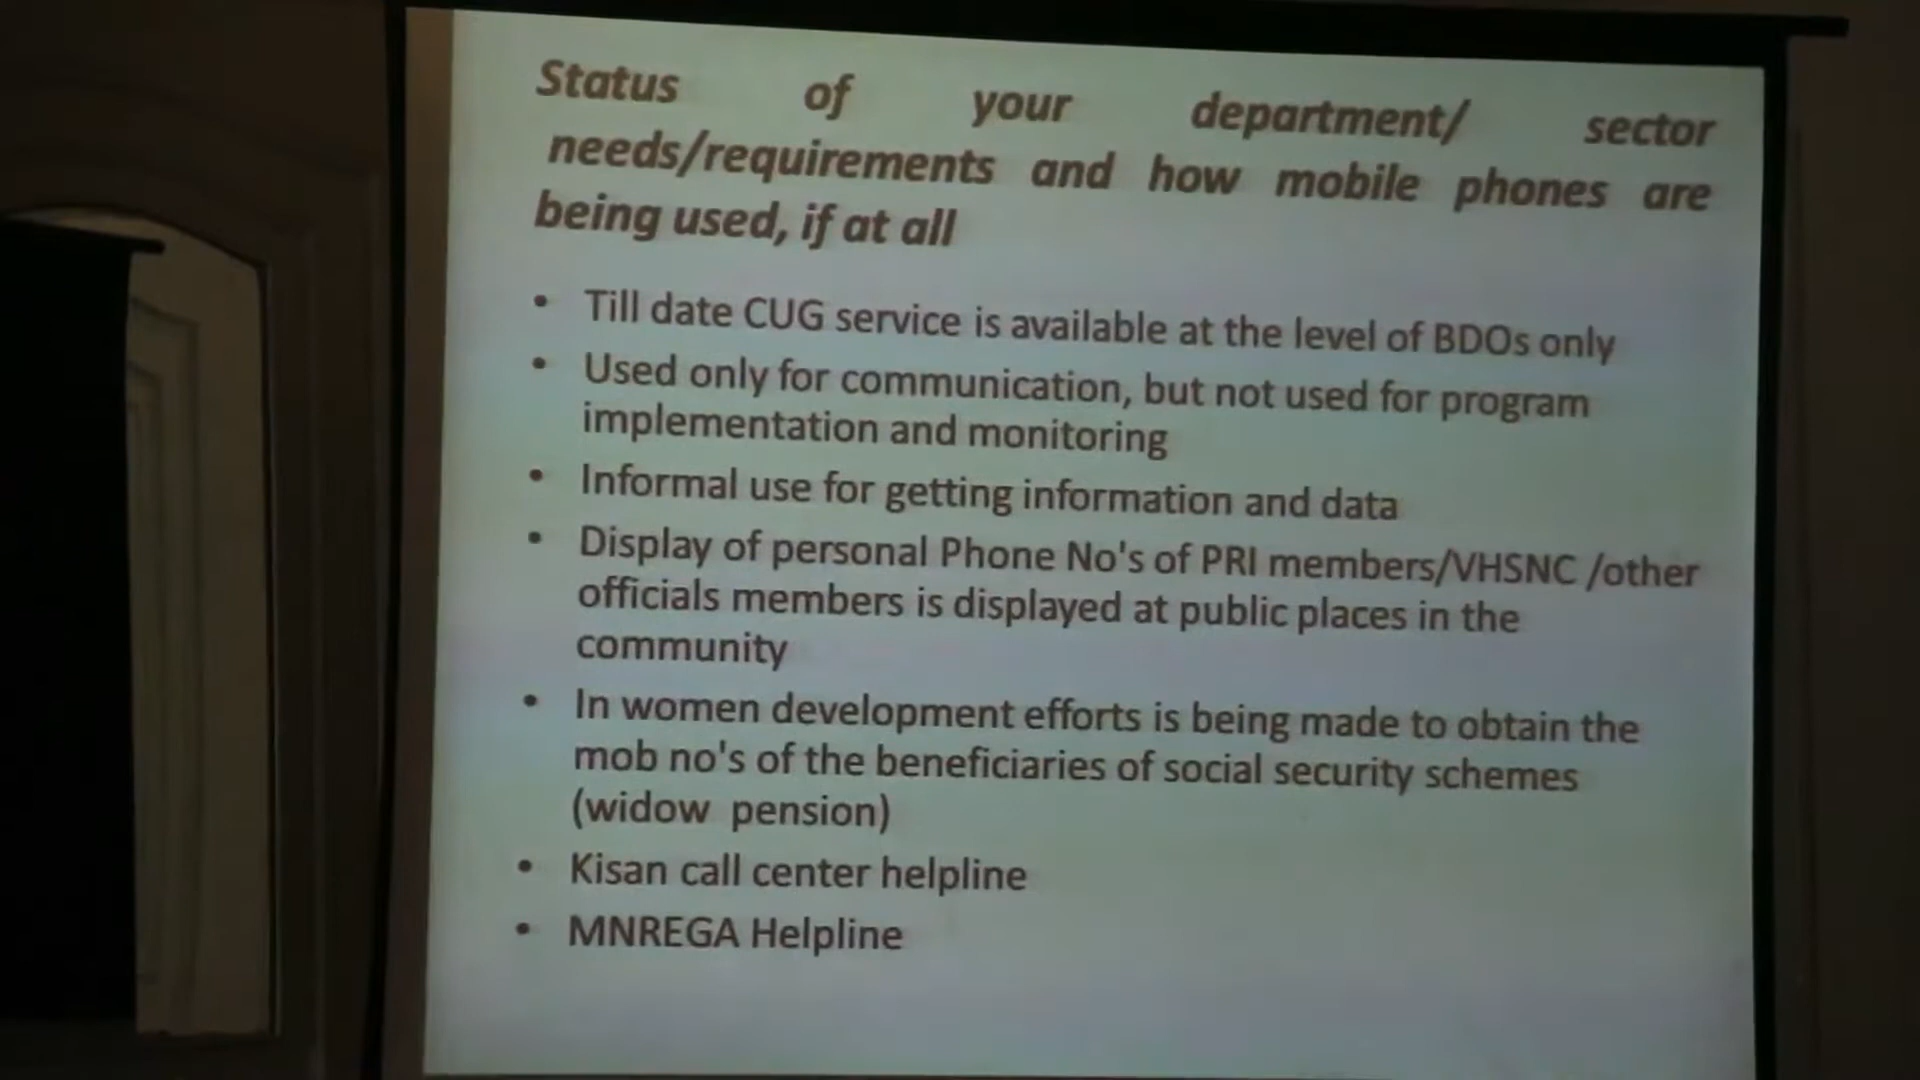 Status of your department/ sector
needs/requirements and how mobile phones are
being used, if at all
• Till date CUG service is available at the level of BDOs only
• Used only for communication, but not used for program
implementation and monitoring
• Informal use for getting information and data
• Display of personal Phone No's of PRI members/VHSNC /other
officials members is displayed at public places in the
community
• In women development efforts is being made to obtain the
mob no's of the beneficiaries of social security schemes
(widow pension)
• Kisan call center helpline
• MNREGA Helpline